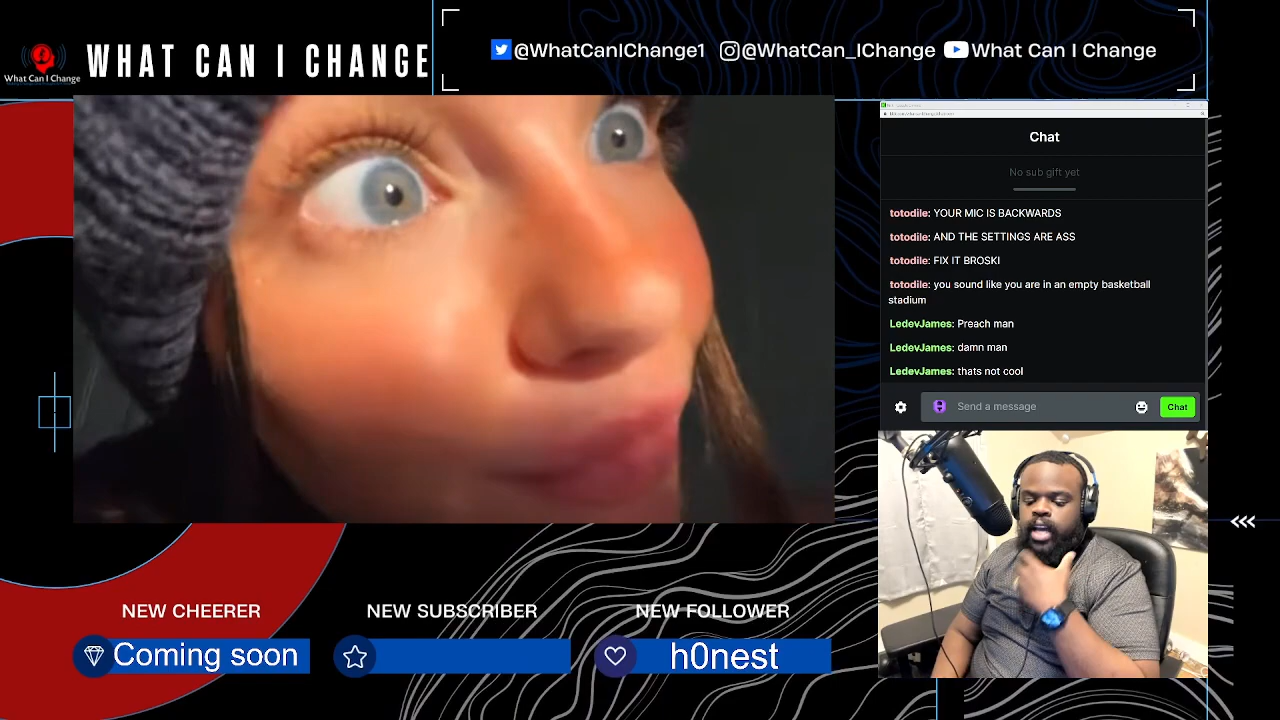 What Can I Change
WHAT CAN I CHANGE
@WhatCanIChange1 @WhatCan_IChange What Can I Change
Chat
No sub gift yet
totodile: YOUR MIC IS BACKWARDS
totodile: AND THE SETTINGS ARE ASS
totodile: FIX IT BROSKI
totodile: you sound like you are in an empty basketball
stadium
LedevJames: Preach man
LedevJames: damn man
LedevJames: thats not cool
Send a message
Chat
NEW CHEERER
NEW SUBSCRIBER
NEW FOLLOWER
Coming soon
h0nest